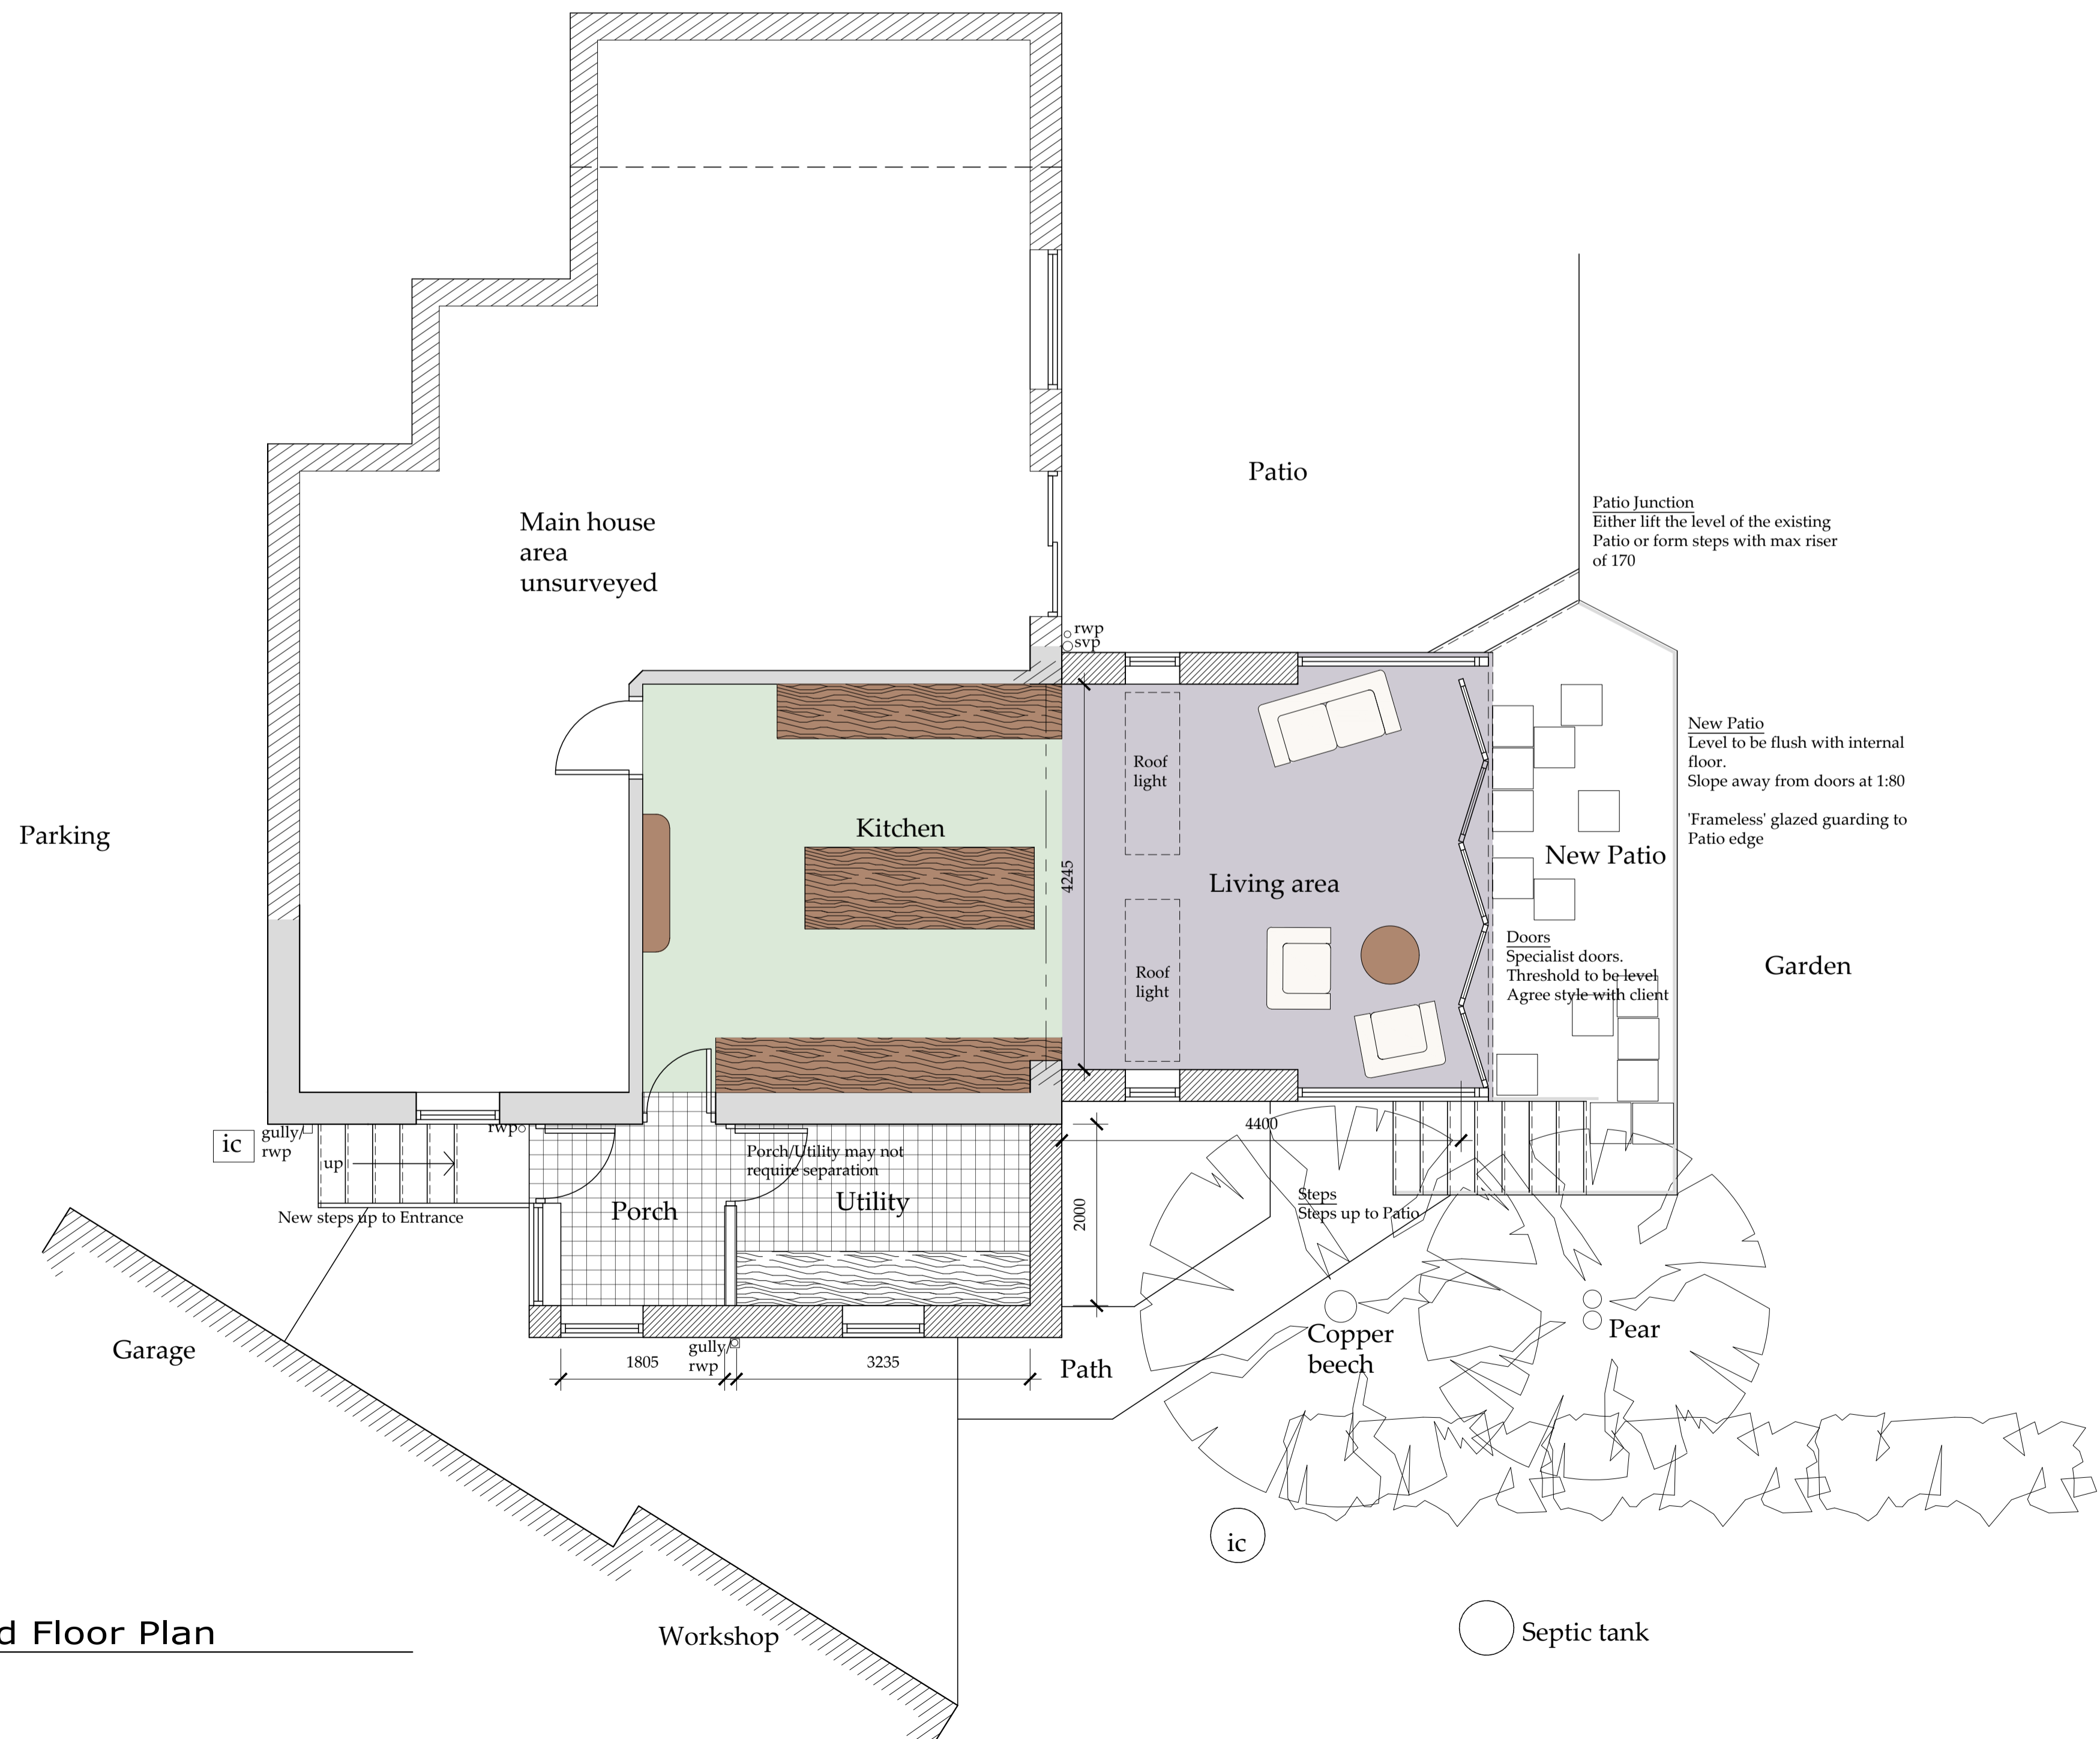 Main house
area
unsurveyed
Patio
Patio Junction
Either lift the level of the existing
Patio or form steps with max riser
of 170
rwp
svp
Parking
Kitchen
4245
Roof
light
Roof
light
Living area
New Patio
Level to be flush with internal
floor.
Slope away from doors at 1:80
'Frameless' glazed guarding to
Patio edge
New Patio
Doors
Specialist doors.
Threshold to be level
Agree style with client
Garden
ic
gully/
rwp
up
rwp
New steps up to Entrance
Porch/Utility may not
require separation
Porch
Utility
2000
4400
Steps
Steps up to Patio
Copper
beech
Pear
Garage
gully/
rwp
1805
3235
Path
ic
Septic tank
Workshop
d Floor Plan